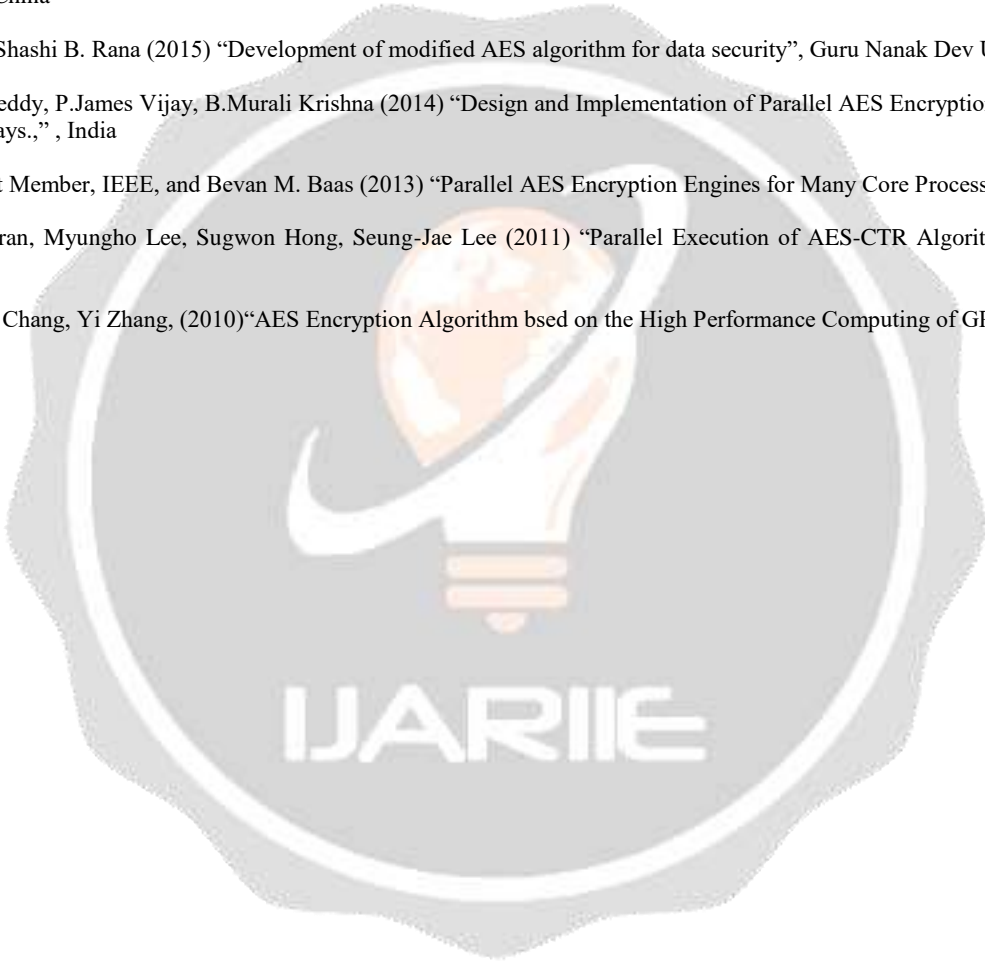 China
Shashi B. Rana (2015) “Development of modified AES algorithm for data security”, Guru Nanak Dev U
eddy, P.James Vijay, B.Murali Krishna (2014) “Design and Implementation of Parallel AES Encryptio
ays.,” , India
t Member, IEEE, and Bevan M. Baas (2013) “Parallel AES Encryption Engines for Many Core Process
ran, Myungho Lee, Sugwon Hong, Seung-Jae Lee (2011) “Parallel Execution of AES-CTR Algorit
Chang, Yi Zhang, (2010)“AES Encryption Algorithm bsed on the High Performance Computing of G
IJARIIE